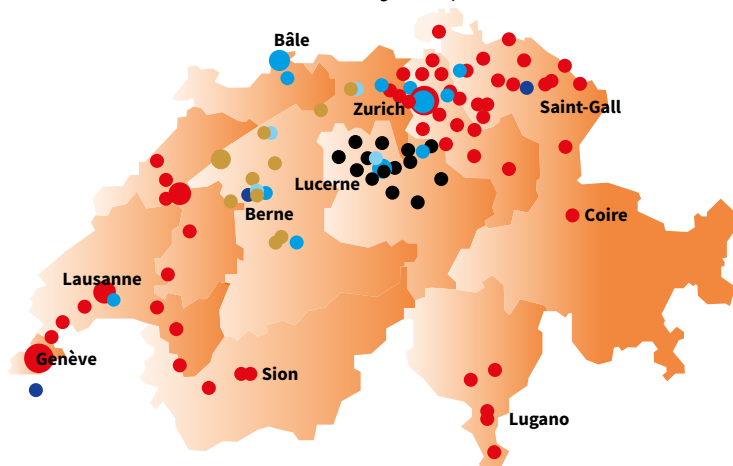 Bâle
Zurich
Saint-Gall
Lucerne
Berne
Coire
Lausanne
Genève
Sion
Lugano